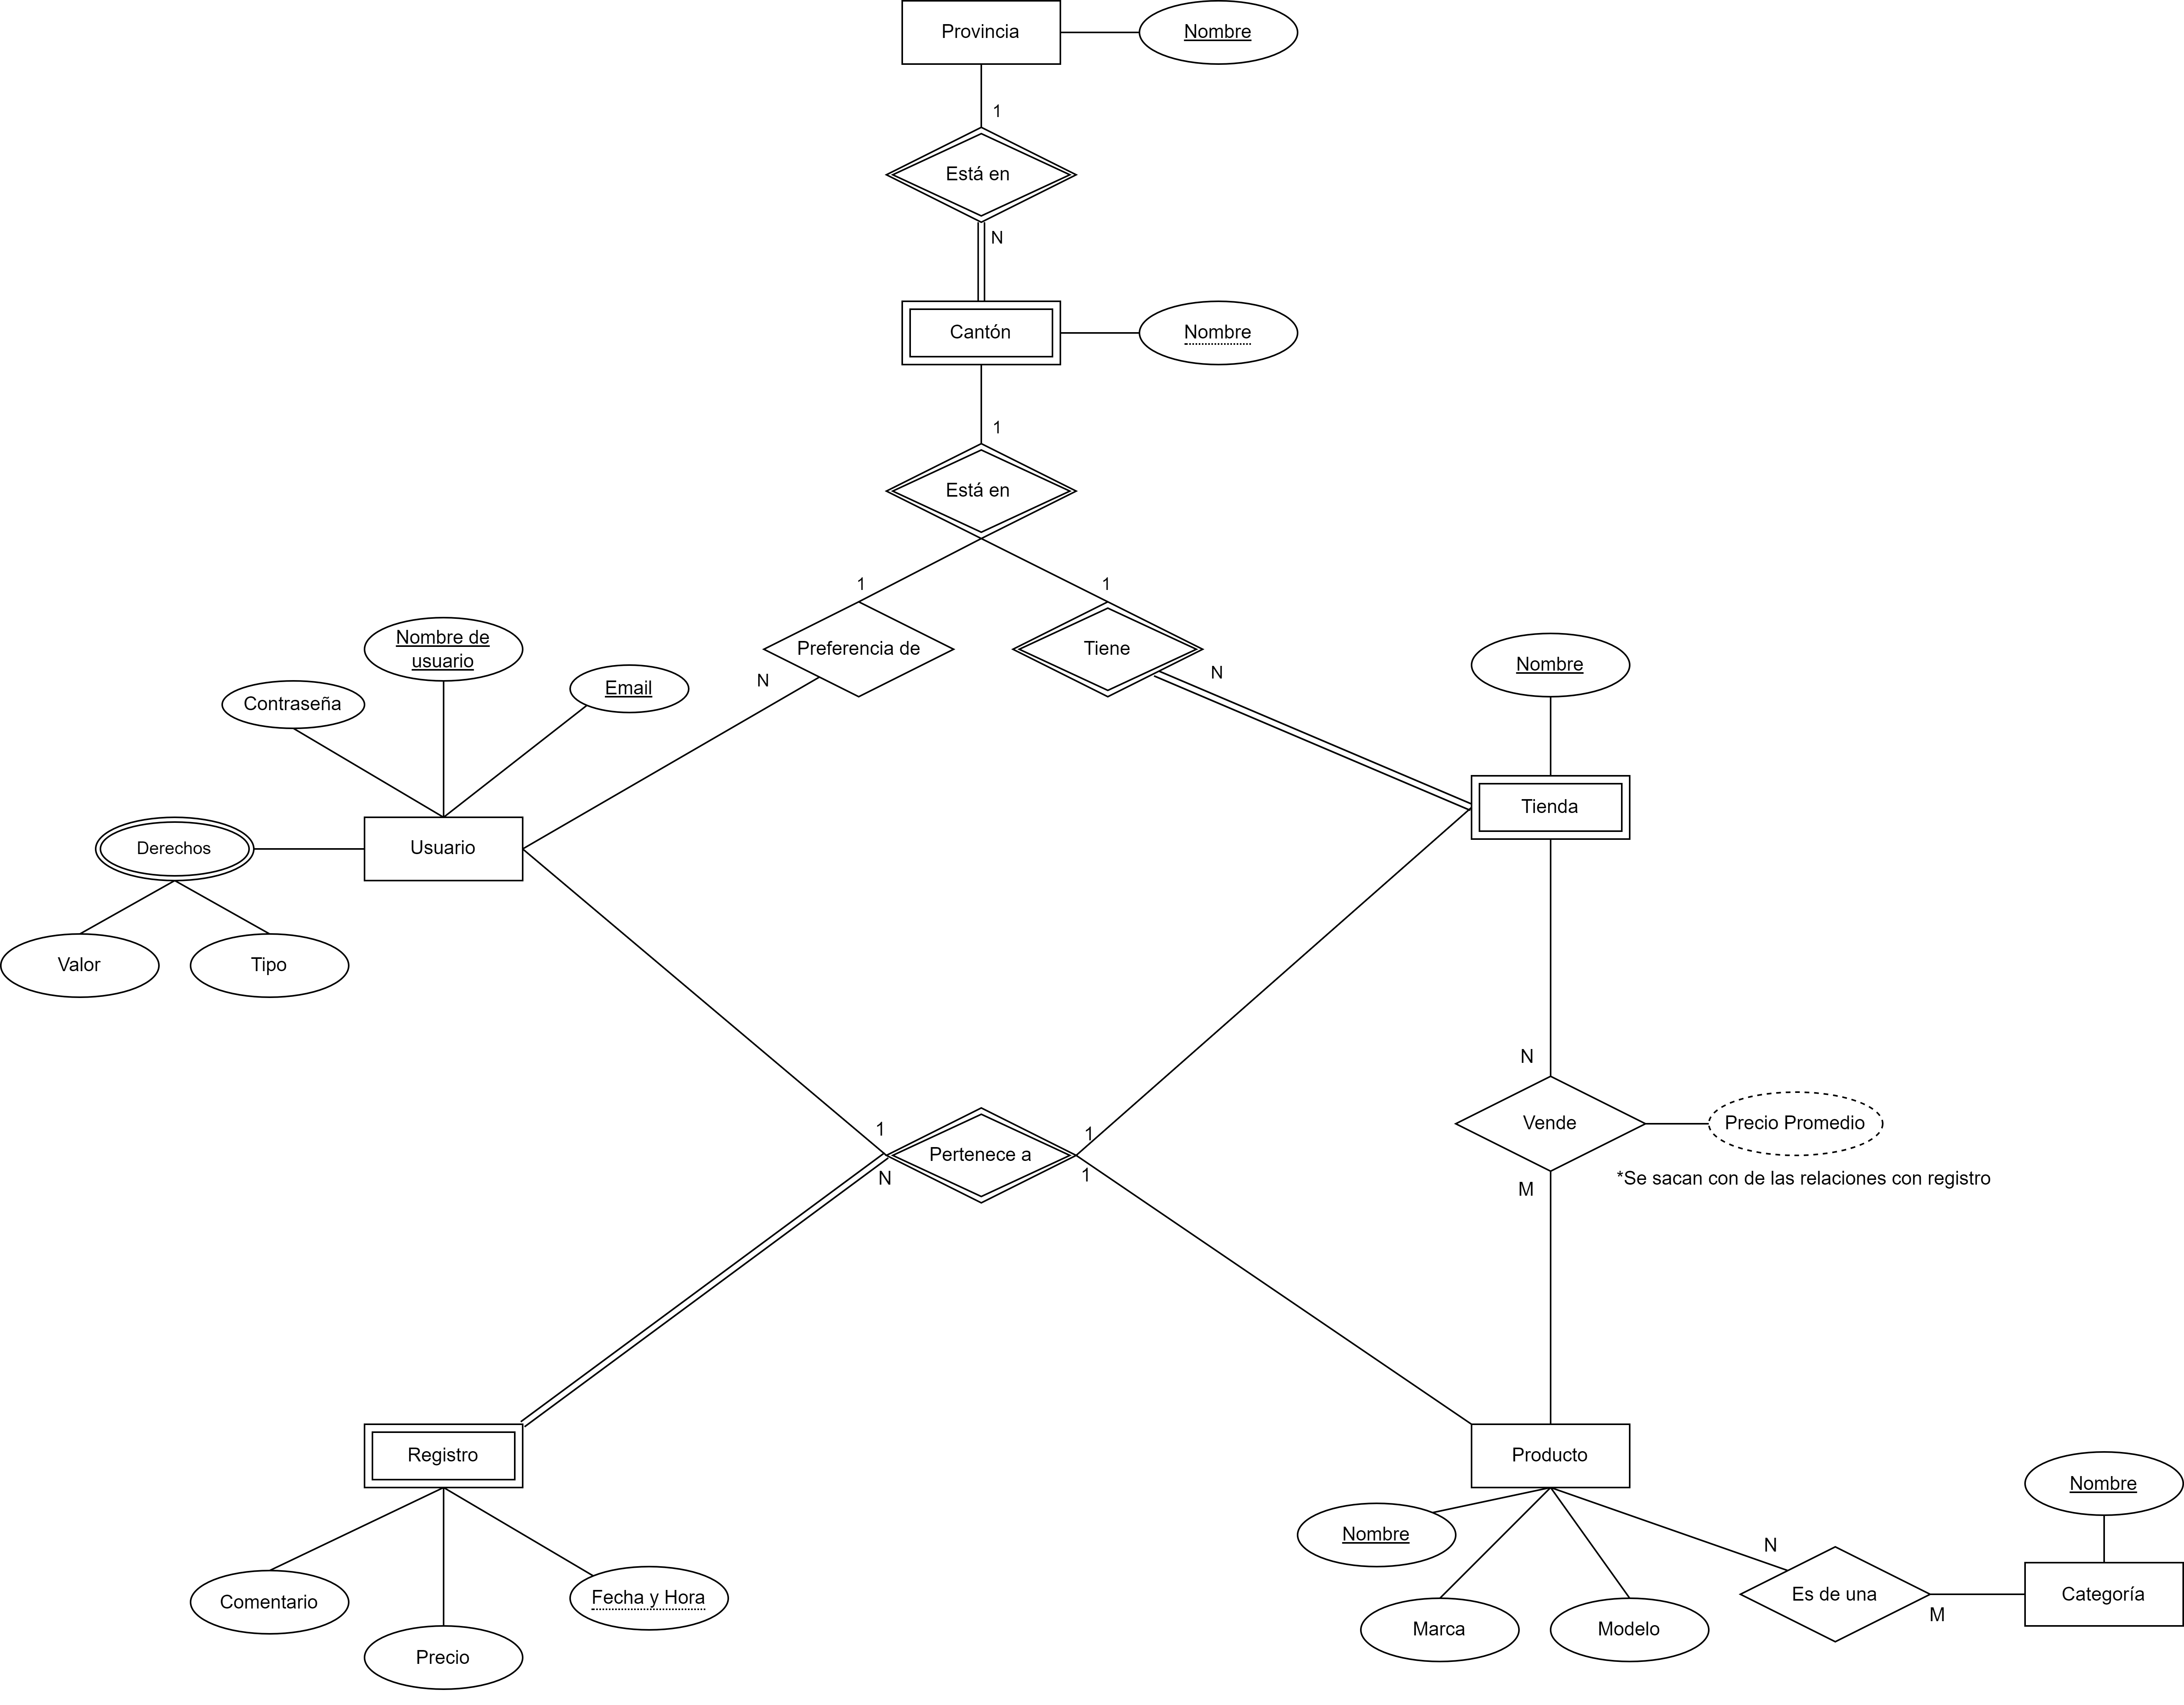 Provincia
Nombre
1
Está en
N
Cantón
Nombre
1
Está en
1
1
Preferencia de
Tiene
N
N
Nombre de
usuario
Email
Contraseña
Nombre
Tienda
Usuario
Derechos
Valor
Tipo
N
Vende
Precio Promedio
*Se sacan con de las relaciones con registro
M
1
1
Pertenece a
N
1
Registro
Producto
Nombre
Nombre
N
Es de una
Categoría
M
Comentario
Fecha y Hora
Precio
Marca
Modelo